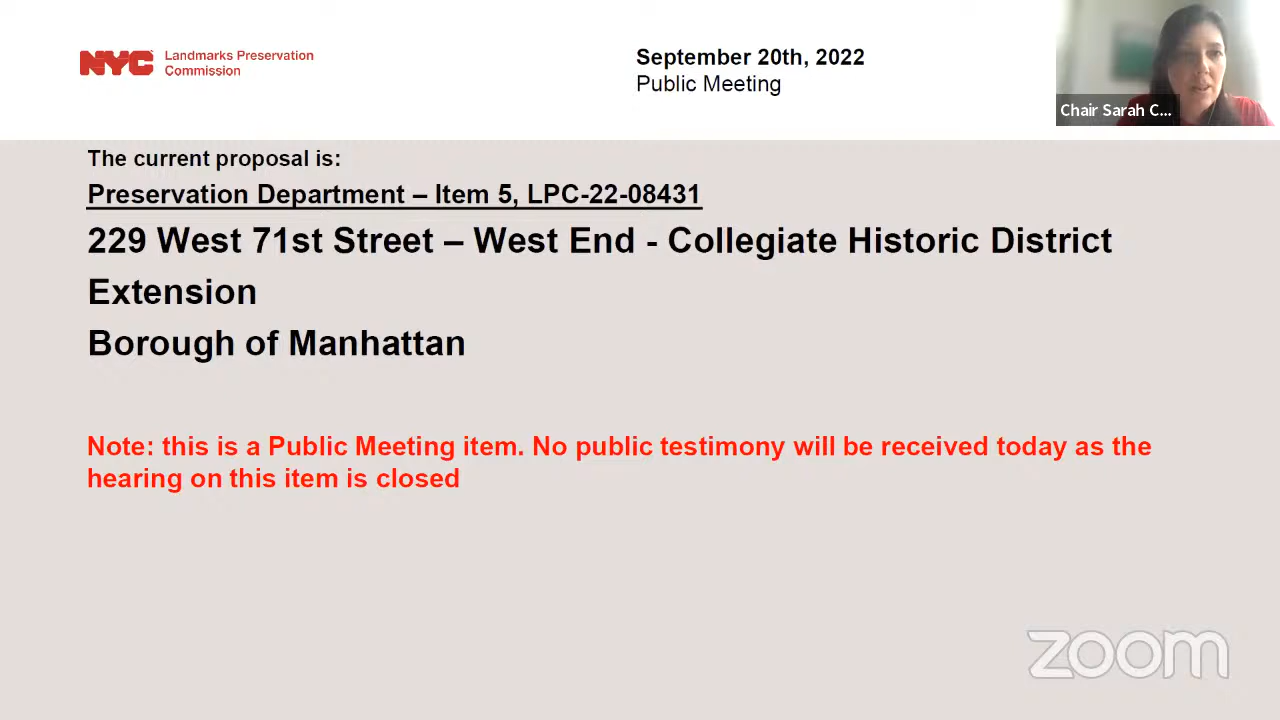 NYC Landmarks Preservation
Commission
September 20th, 2022
Public Meeting
Chair Sarah C...
The current proposal is:
Preservation Department – Item 5, LPC-22-08431
229 West 71st Street – West End - Collegiate Historic District
Extension
Borough of Manhattan
Note: this is a Public Meeting item. No public testimony will be received today as the
hearing on this item is closed
zoom